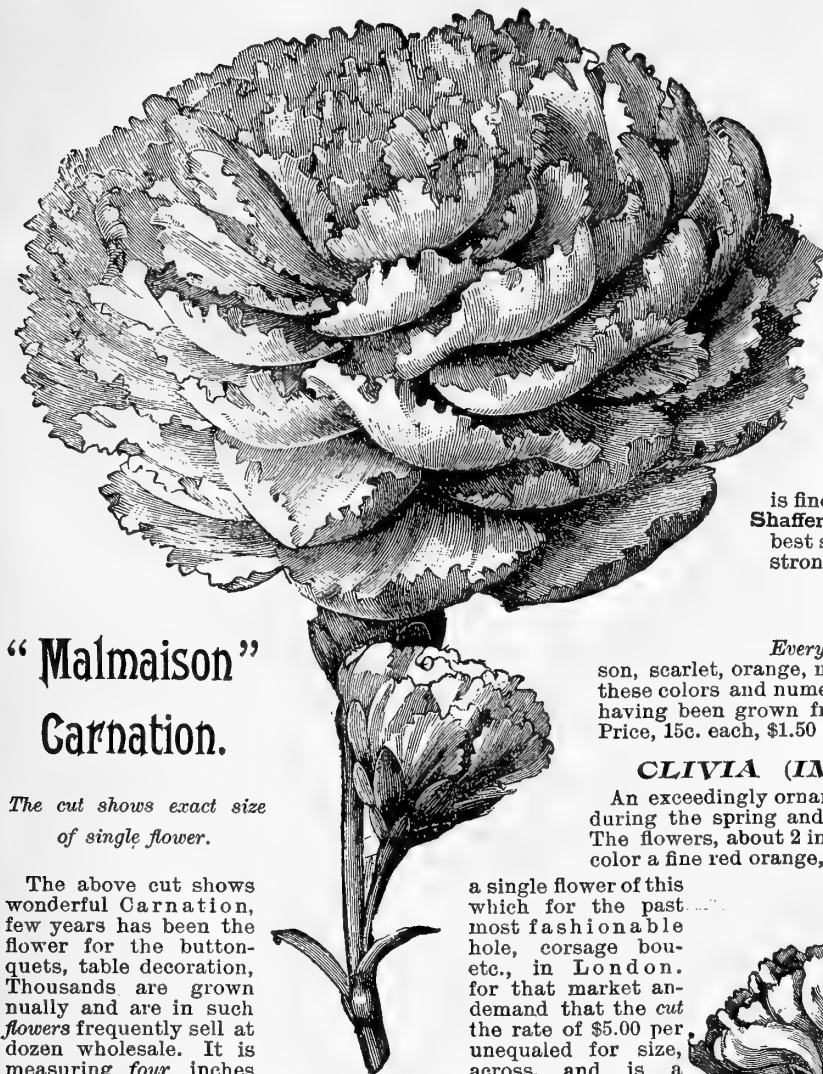 is fine
Shaffer
best s
stron
"Malmaison"
Carnation.
The cut shows exact size
of single flower.
Every
son, scarlet, orange,
these colors and nume
having been grown fr
Price, 15c. each, $1.50
CLIVIA (IM
An exceedingly ornam
during the spring and
The flowers, about 2 in
color a fine red orange,
The above cut shows a single flower of this
wonderful Carnation, which for the past
few years has been the most fashionable
flower for the button- hole, corsage bou-
quets, table decoration, etc., in London.
Thousands are grown for that market an-
nually and are in such demand that the cut
flowers frequently sell at the rate of $5.00 per
dozen wholesale. It is unequaled for size,
measuring four inches across, and is a